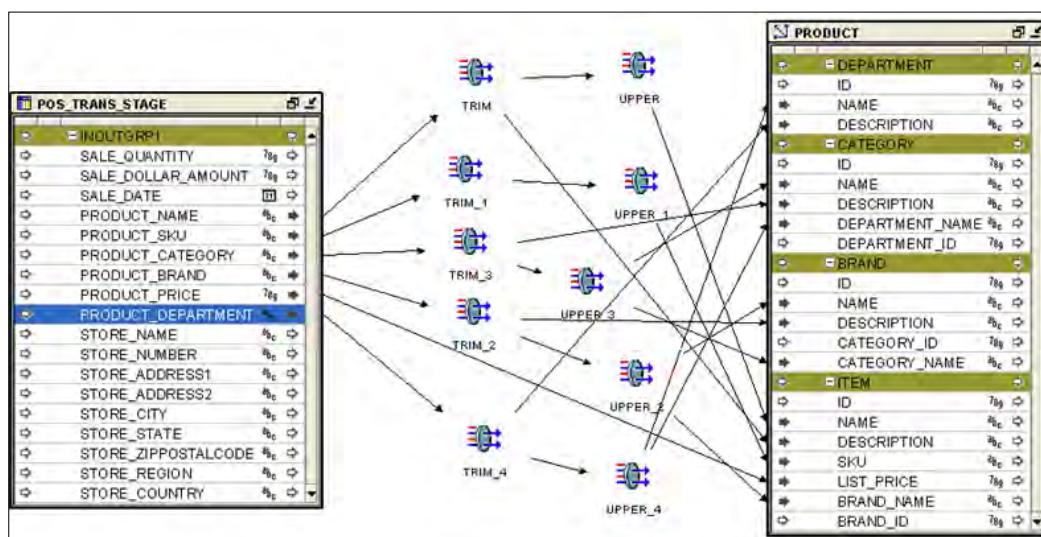 POS_TRANS_STAGE
INOUTGRP1
SALE_QUANTITY
SALE_DOLLAR_AMOUNT
SALE_DATE
PRODUCT_NAME
PRODUCT_SKU
PRODUCT_CATEGORY
PRODUCT_BRAND
PRODUCT_PRICE
PRODUCT_DEPARTMENT
STORE_NAME
STORE_NUMBER
STORE_ADDRESS1
STORE_ADDRESS2
STORE_CITY
STORE_STATE
STORE_ZIPPOSTALCODE
STORE_REGION
STORE_COUNTRY
TRIM
UPPER
TRIM_1
UPPER_1
TRIM_3
UPPER_3
TRIM_2
UPPER_2
TRIM_4
UPPER_4
PRODUCT
DEPARTMENT
ID
NAME
DESCRIPTION
CATEGORY
ID
NAME
DESCRIPTION
DEPARTMENT_NAME
DEPARTMENT_ID
BRAND
ID
NAME
DESCRIPTION
CATEGORY_ID
CATEGORY_NAME
ITEM
ID
NAME
DESCRIPTION
SKU
LIST_PRICE
BRAND_NAME
BRAND_ID